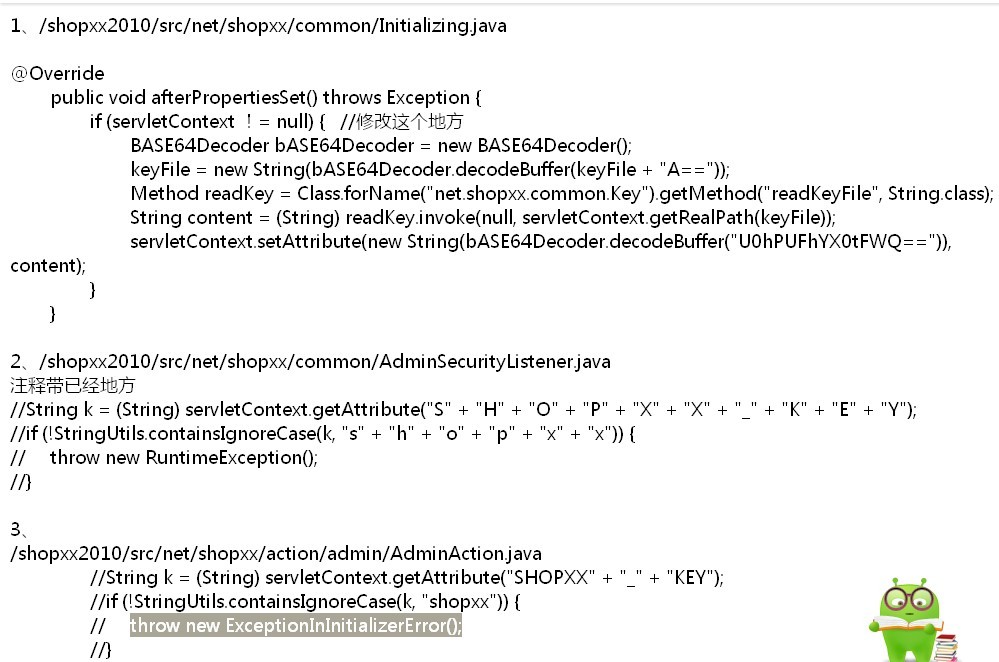 1、/shopxx2010/src/net/shopxx/common/Initializing.java
@Override
public void afterPropertiesSet() throws Exception {
if (servletContext ！= null) { //修改这个地方
BASE64Decoder bASE64Decoder = new BASE64Decoder();
keyFile = new String(bASE64Decoder.decodeBuffer(keyFile + "A=="));
Method readKey = Class.forName("net.shopxx.common.Key").getMethod("readKeyFile", String.class);
String content = (String) readKey.invoke(null, servletContext.getRealPath(keyFile));
servletContext.setAttribute(new String(bASE64Decoder.decodeBuffer("U0hPUFhYX0tFWQ==")),
content);
}
}
2、/shopxx2010/src/net/shopxx/common/AdminSecurityListener.java
注释带已经地方
//String k = (String) servletContext.getAttribute("S" + "H" + "O" + "P" + "X" + "X" + "_" + "K" + "E" + "Y");
//if (!StringUtils.containsIgnoreCase(k, "s" + "h" + "o" + "p" + "x" + "x")) {
// throw new RuntimeException();
//}
3、
/shopxx2010/src/net/shopxx/action/admin/AdminAction.java
//String k = (String) servletContext.getAttribute("SHOPXX" + "_" + "KEY");
//if (!StringUtils.containsIgnoreCase(k, "shopxx")) {
// throw new ExceptionInInitializerError();
//}